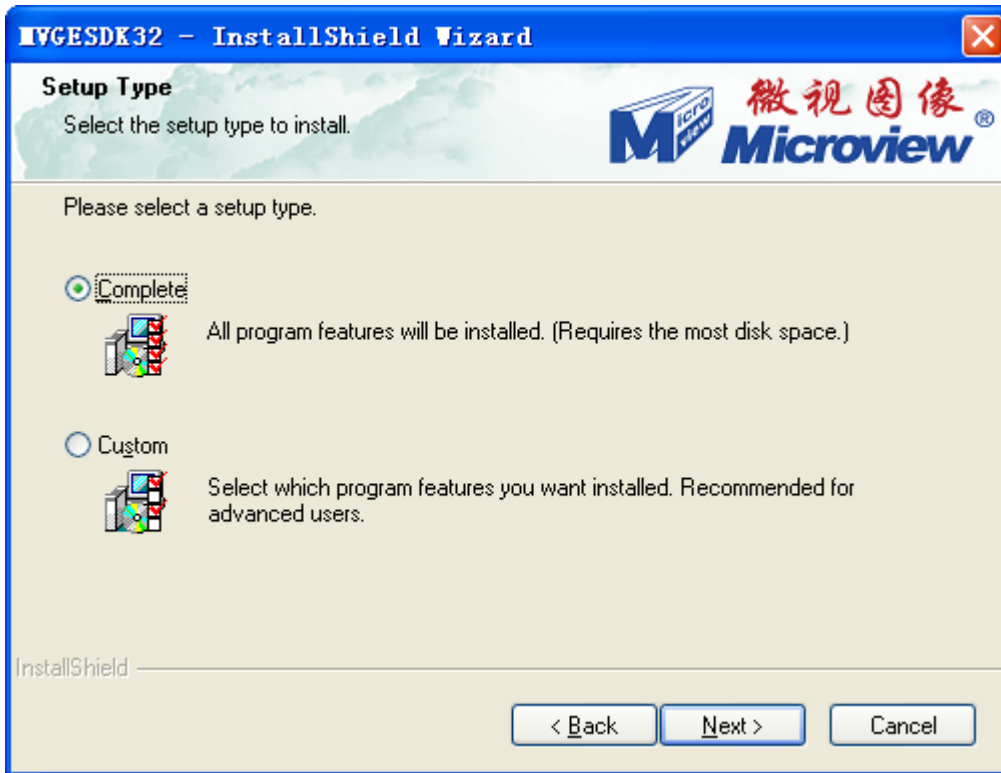 MVGESDK32 - InstallShield Wizard
Setup Type
Select the setup type to install.
Micro
view
微视图像
Microview®
Please select a setup type.
Complete
All program features will be installed. (Requires the most disk space.)
Custom
Select which program features you want installed. Recommended for
advanced users.
InstallShield
< Back
Next >
Cancel